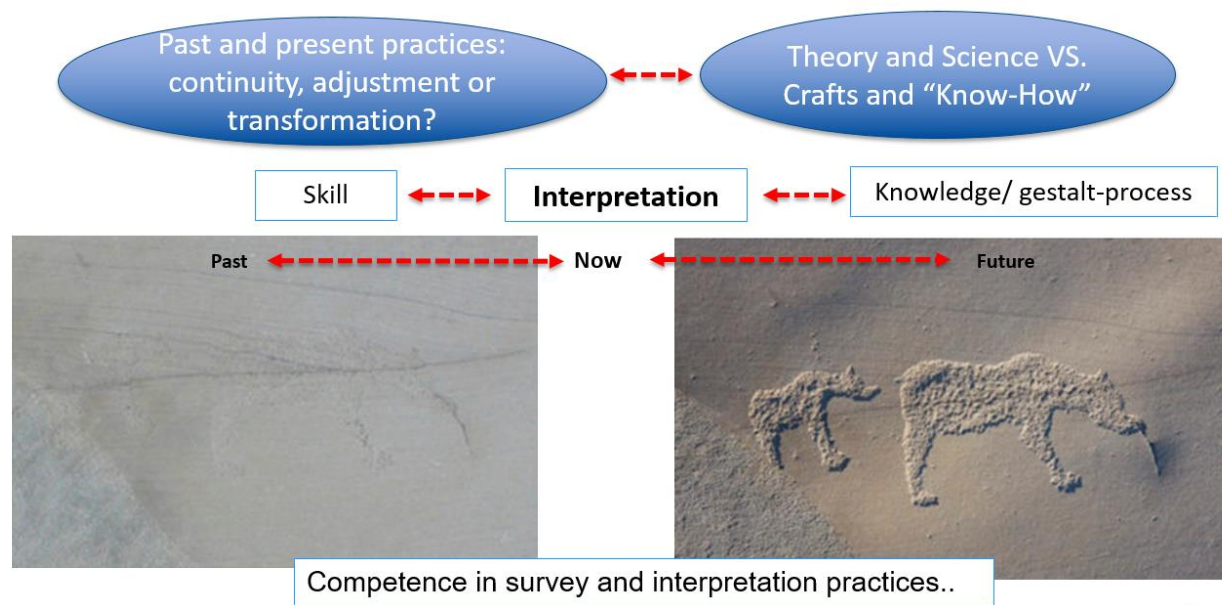 Past and present practices:
continuity, adjustment or
transformation?
Theory and Science VS.
Crafts and “Know-How”
Skill
Interpretation
Knowledge/ gestalt-process
Past
Now
Future
Competence in survey and interpretation practices..